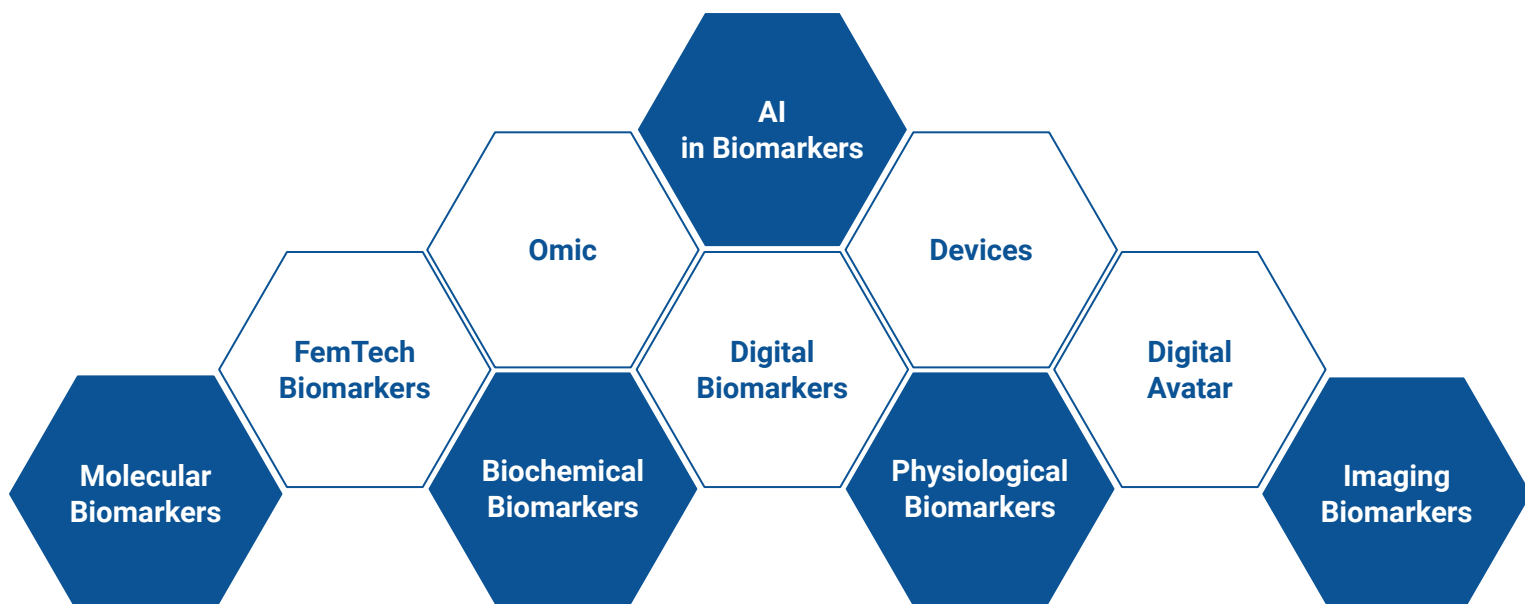 AI
in Biomarkers
Omic
Devices
FemTech
Biomarkers
Digital
Biomarkers
Digital
Avatar
Molecular
Biomarkers
Biochemical
Biomarkers
Physiological
Biomarkers
Imaging
Biomarkers